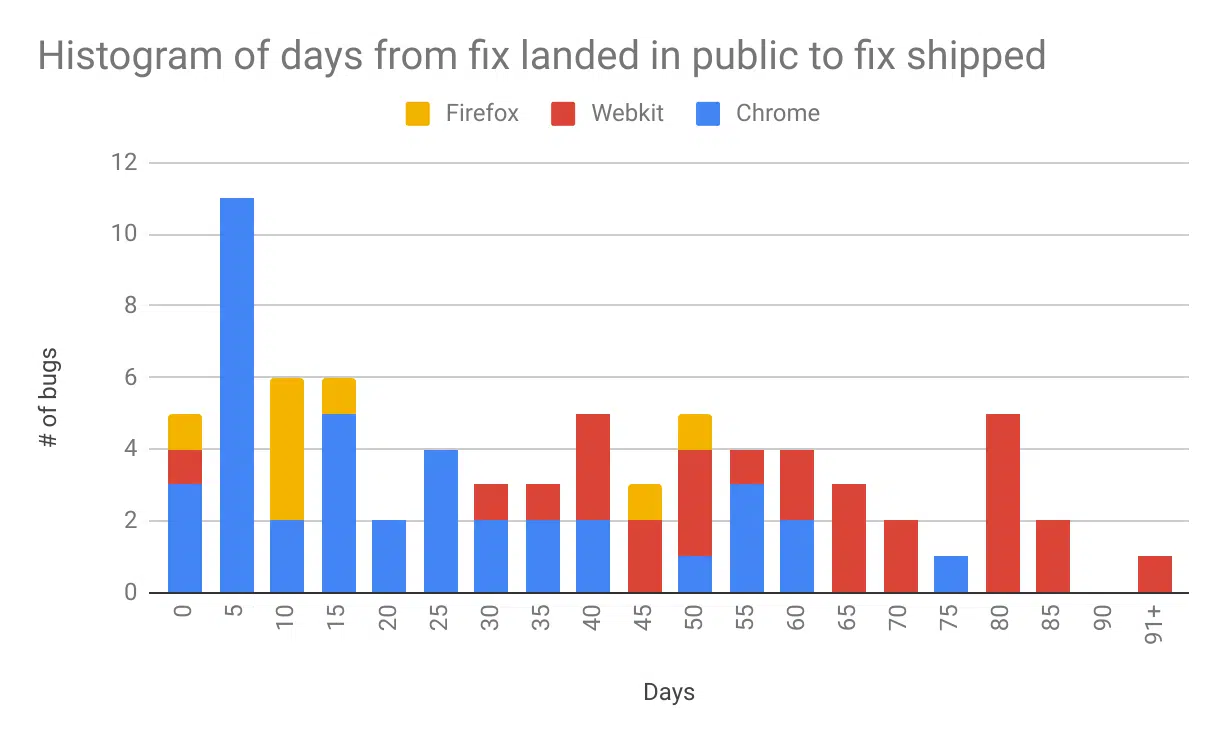 Histogram of days from fix landed in public to fix shipped
Firefox Webkit Chrome
12
10
8
6
4
2
0
# of bugs
0 5 10 15 20 25 30 35 40 45 50 55 60 65 70 75 80 85 90 91+
Days